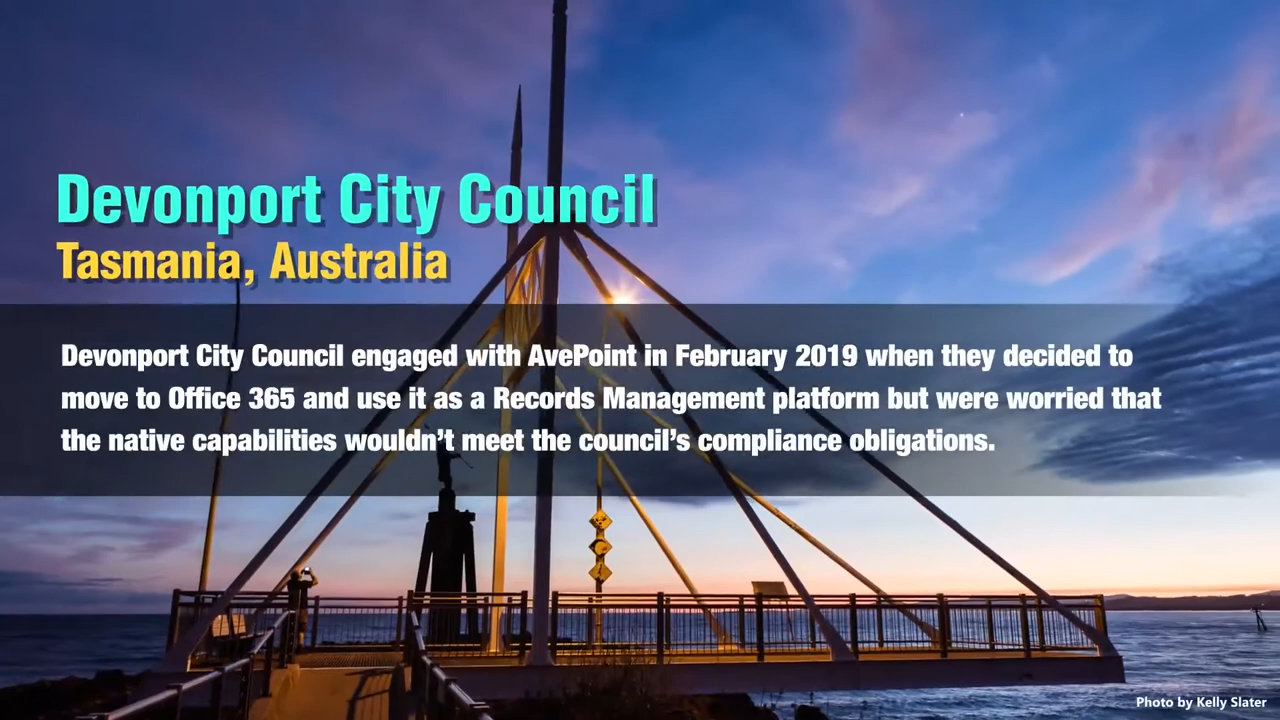 Devonport City Council
Tasmania, Australia
Devonport City Council engaged with AvePoint in February 2019 when they decided to
move to Office 365 and use it as a Records Management platform but were worried that
the native capabilities wouldn’t meet the council’s compliance obligations.
Photo by Kelly Slater